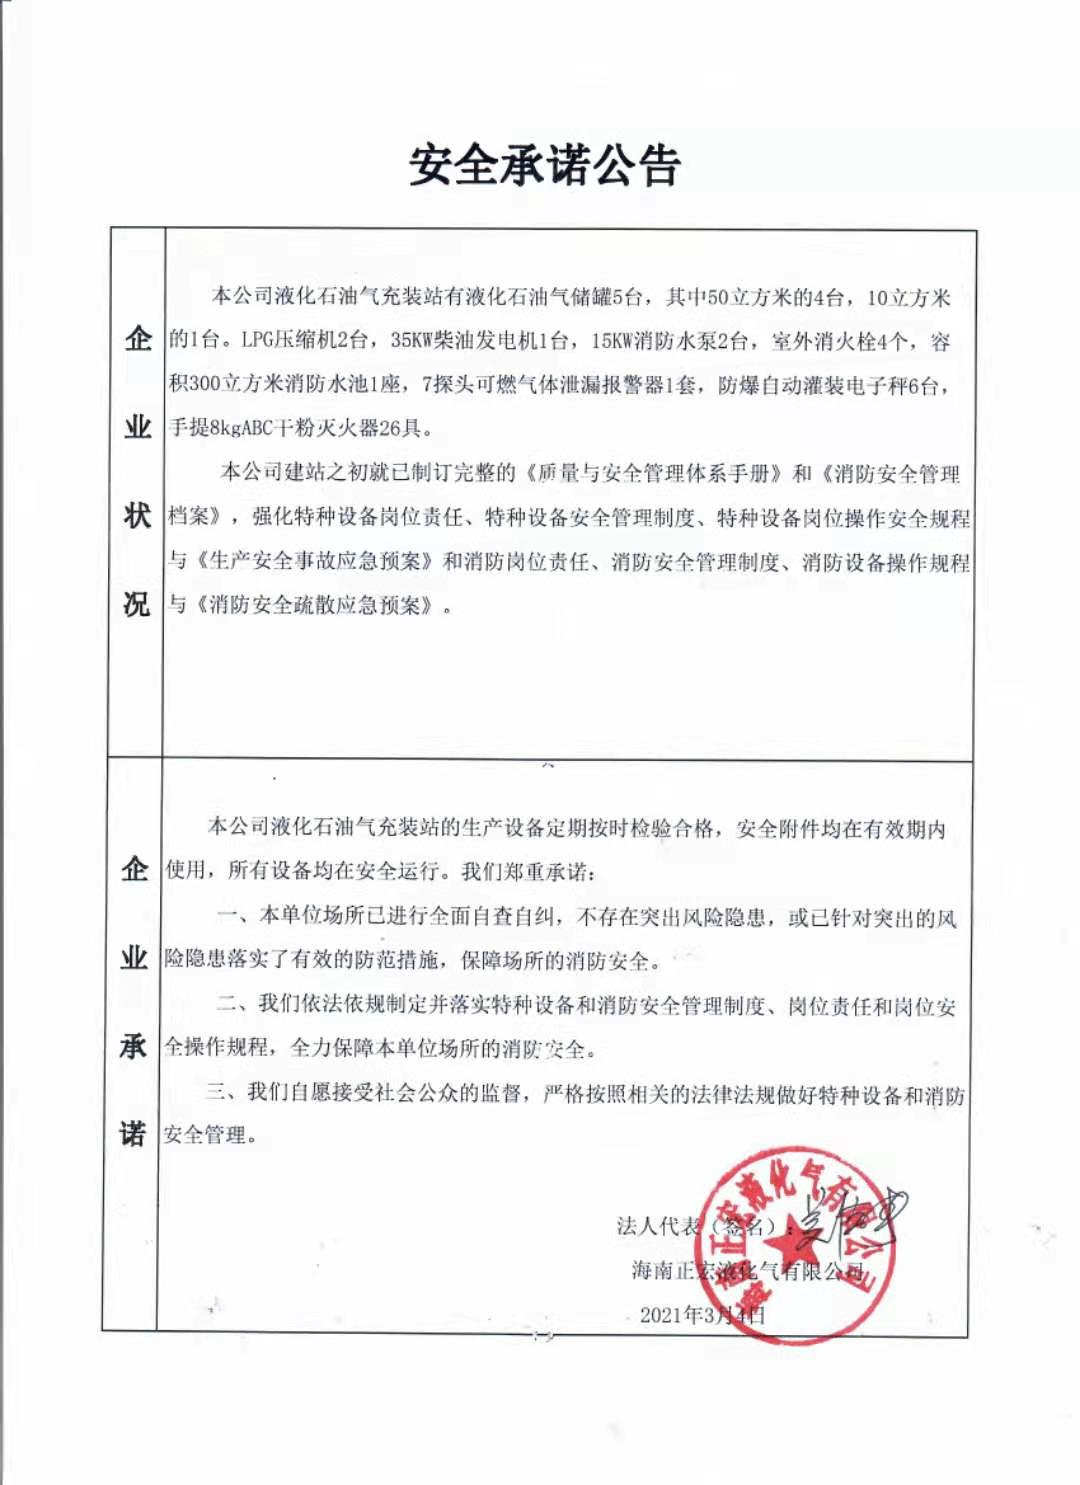 安全承诺公告
企业状况
本公司液化石油气充装站有液化石油气储罐5台，其中50立方米的4台，10立方米
的1台。LPG压缩机2台，35KW柴油发电机1台，15KW消防水泵2台，室外消火栓4个，容
积300立方米消防水池1座，7探头可燃气体泄漏报警器1套，防爆自动灌装电子秤6台，
手提8kgABC干粉灭火器26具。
本公司建站之初就已制订完整的《质量与安全管理体系手册》和《消防安全管理
档案》，强化特种设备岗位责任、特种设备安全管理制度、特种设备岗位操作安全规程
与《生产安全事故应急预案》和消防岗位责任、消防安全管理制度、消防设备操作规程
与《消防安全疏散应急预案》。
企业承诺
本公司液化石油气充装站的生产设备定期按时检验合格，安全附件均在有效期内
使用，所有设备均在安全运行。我们郑重承诺：
一、本单位场所已进行全面自查自纠，不存在突出风险隐患，或已针对突出的风
险隐患落实了有效的防范措施，保障场所的消防安全。
二、我们依法依规制定并落实特种设备和消防安全管理制度、岗位责任和岗位安
全操作规程，全力保障本单位场所的消防安全。
三、我们自愿接受社会公众的监督，严格按照相关的法律法规做好特种设备和消防
安全管理。
法人代表（签名）：
海南正宏液化气有限公司
2021年3月4日
海南正宏液化气有限公司